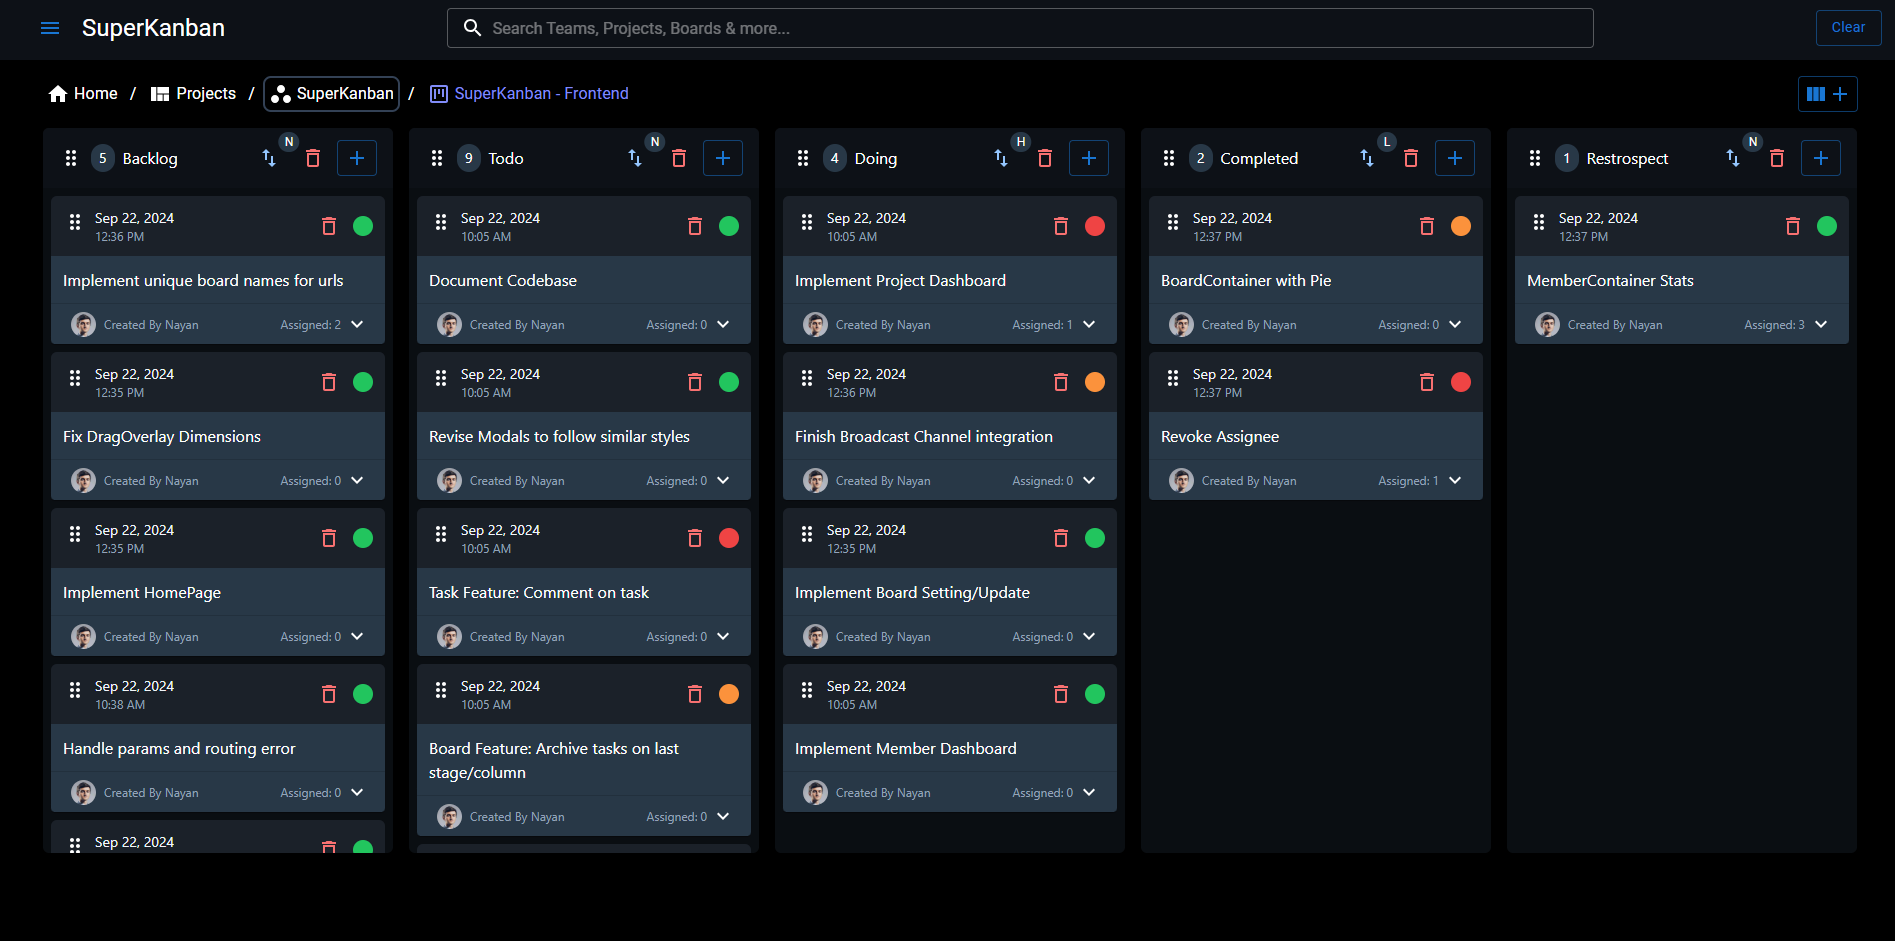 SuperKanban
Search Teams, Projects, Boards & more...
Clear
Home / Projects / SuperKanban / SuperKanban - Frontend
5 Backlog N
Sep 22, 2024
12:36 PM
Implement unique board names for urls
Created By Nayan Assigned: 2
Sep 22, 2024
12:35 PM
Fix DragOverlay Dimensions
Created By Nayan Assigned: 0
Sep 22, 2024
12:35 PM
Implement HomePage
Created By Nayan Assigned: 0
Sep 22, 2024
10:38 AM
Handle params and routing error
Created By Nayan Assigned: 0
Sep 22, 2024
9 Todo N
Sep 22, 2024
10:05 AM
Document Codebase
Created By Nayan Assigned: 0
Sep 22, 2024
10:05 AM
Revise Modals to follow similar styles
Created By Nayan Assigned: 0
Sep 22, 2024
10:05 AM
Task Feature: Comment on task
Created By Nayan Assigned: 0
Sep 22, 2024
10:05 AM
Board Feature: Archive tasks on last
stage/column
Created By Nayan Assigned: 0
4 Doing H
Sep 22, 2024
10:05 AM
Implement Project Dashboard
Created By Nayan Assigned: 1
Sep 22, 2024
12:36 PM
Finish Broadcast Channel integration
Created By Nayan Assigned: 0
Sep 22, 2024
12:35 PM
Implement Board Setting/Update
Created By Nayan Assigned: 0
Sep 22, 2024
10:05 AM
Implement Member Dashboard
Created By Nayan Assigned: 0
2 Completed L
Sep 22, 2024
12:37 PM
BoardContainer with Pie
Created By Nayan Assigned: 0
Sep 22, 2024
12:37 PM
Revoke Assignee
Created By Nayan Assigned: 1
1 Restrospect N
Sep 22, 2024
12:37 PM
MemberContainer Stats
Created By Nayan Assigned: 3